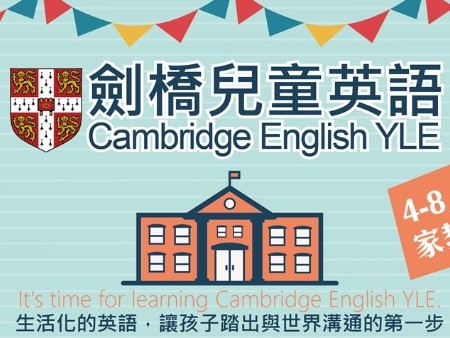 劍橋兒童英語
Cambridge English YLE
4-8
家教
It's time for learning Cambridge English YLE.
生活化的英語，讓孩子踏出與世界溝通的第一步